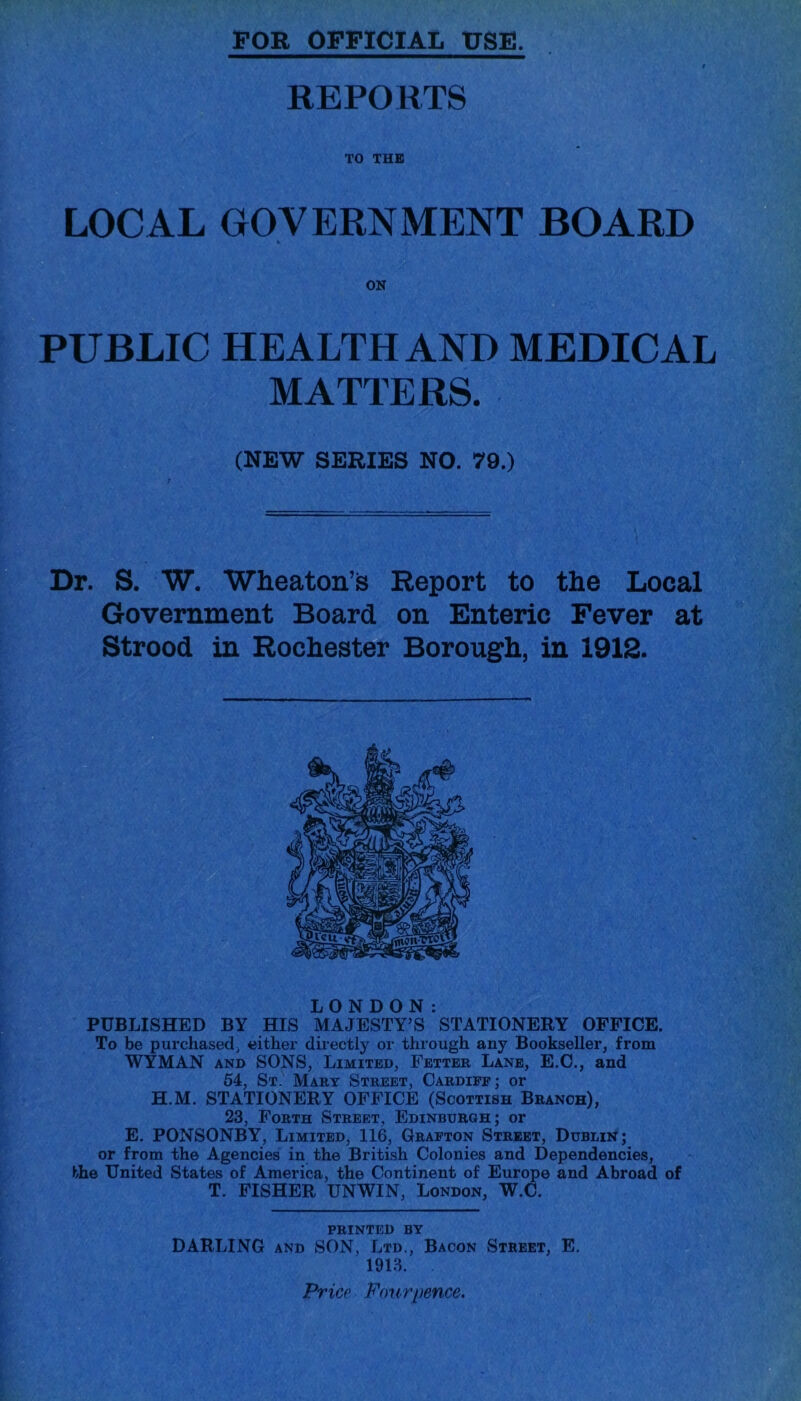 FOR OFFICIAL USE.
REPORTS
TO THE
LOCAL GOVERNMENT BOARD
ON
PUBLIC HEALTH AND MEDICAL
MATTERS.
(NEW SERIES NO. 79.)
Dr. S. W. Wheaton's Report to the Local
Government Board on Enteric Fever at
Strood in Rochester Borough, in 1912.
Dieu et mon Droit
LONDON:
PUBLISHED BY HIS MAJESTY'S STATIONERY OFFICE.
To be purchased, either directly or through any Bookseller, from
WYMAN AND SONS, LIMITED, FETTER LANE, E.C., and
54, ST. MARY STREET, CARDIFF; or
H.M. STATIONERY OFFICE (SCOTTISH BRANCH),
23, FORTH STREET, EDINBURGH; or
E. PONSONBY, LIMITED, 116, GRAFTON STREET, DUBLIN;
or from the Agencies in the British Colonies and Dependencies,
the United States of America, the Continent of Europe and Abroad of
T. FISHER UNWIN, LONDON, W.C.
PRINTED BY
DARLING AND SON, LTD., BACON STREET, E.
1913.
Price Fourpence.